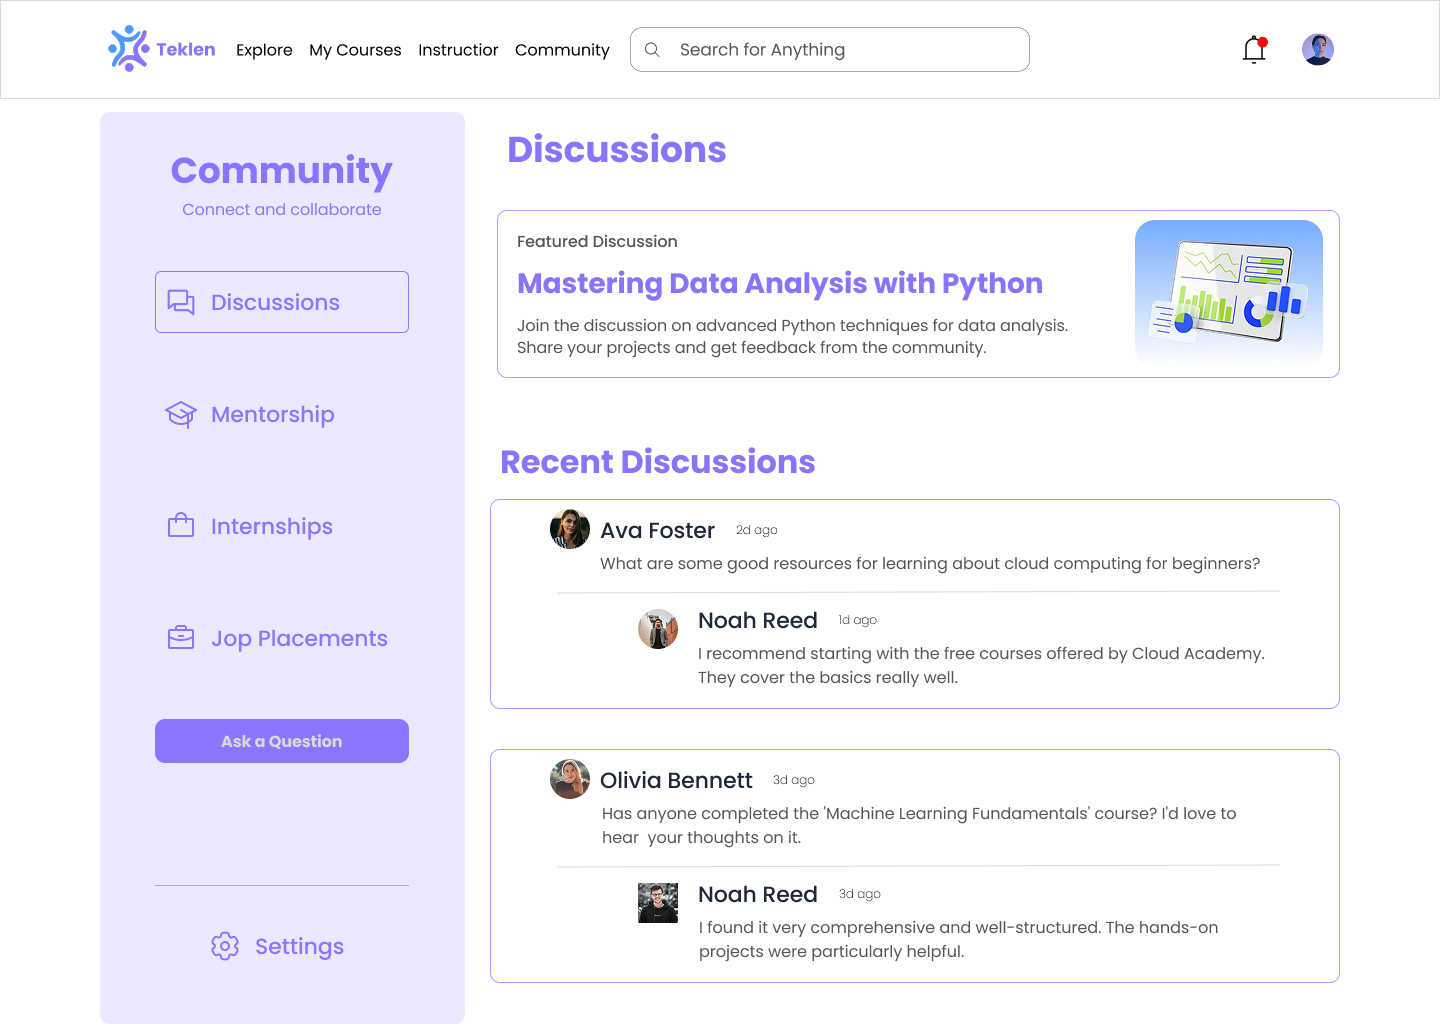 Teklen
Explore
My Courses
Instructior
Community
Search for Anything
Community
Connect and collaborate
Discussions
Mentorship
Internships
Jop Placements
Ask a Question
Settings
Discussions
Featured Discussion
Mastering Data Analysis with Python
Join the discussion on advanced Python techniques for data analysis.
Share your projects and get feedback from the community.
Recent Discussions
Ava Foster 2d ago
What are some good resources for learning about cloud computing for beginners?
Noah Reed 1d ago
I recommend starting with the free courses offered by Cloud Academy.
They cover the basics really well.
Olivia Bennett 3d ago
Has anyone completed the 'Machine Learning Fundamentals' course? I'd love to
hear  your thoughts on it.
Noah Reed 3d ago
I found it very comprehensive and well-structured. The hands-on
projects were particularly helpful.